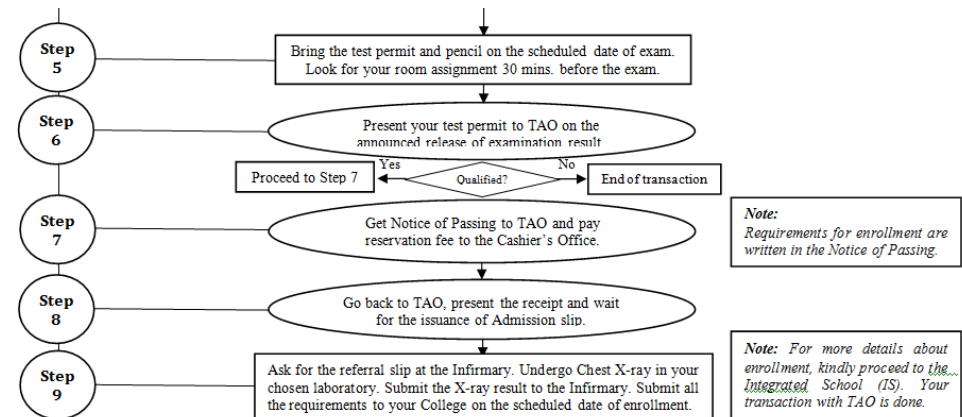 Step
5
Bring the test permit and pencil on the scheduled date of exam.
Look for your room assignment 30 mins. before the exam.
Step
6
Present your test permit to TAO on the
announced release of examination result
Yes
No
Proceed to Step 7
Qualified?
End of transaction
Step
7
Get Notice of Passing to TAO and pay
reservation fee to the Cashier's Office.
Note:
Requirements for enrollment are
written in the Notice of Passing.
Step
8
Go back to TAO, present the receipt and wait
for the issuance of Admission slip.
Step
9
Ask for the referral slip at the Infirmary. Undergo Chest X-ray in your
chosen laboratory. Submit the X-ray result to the Infirmary. Submit all
the requirements to your College on the scheduled date of enrollment.
Note: For more details about
enrollment, kindly proceed to the
Integrated School (IS). Your
transaction with TAO is done.